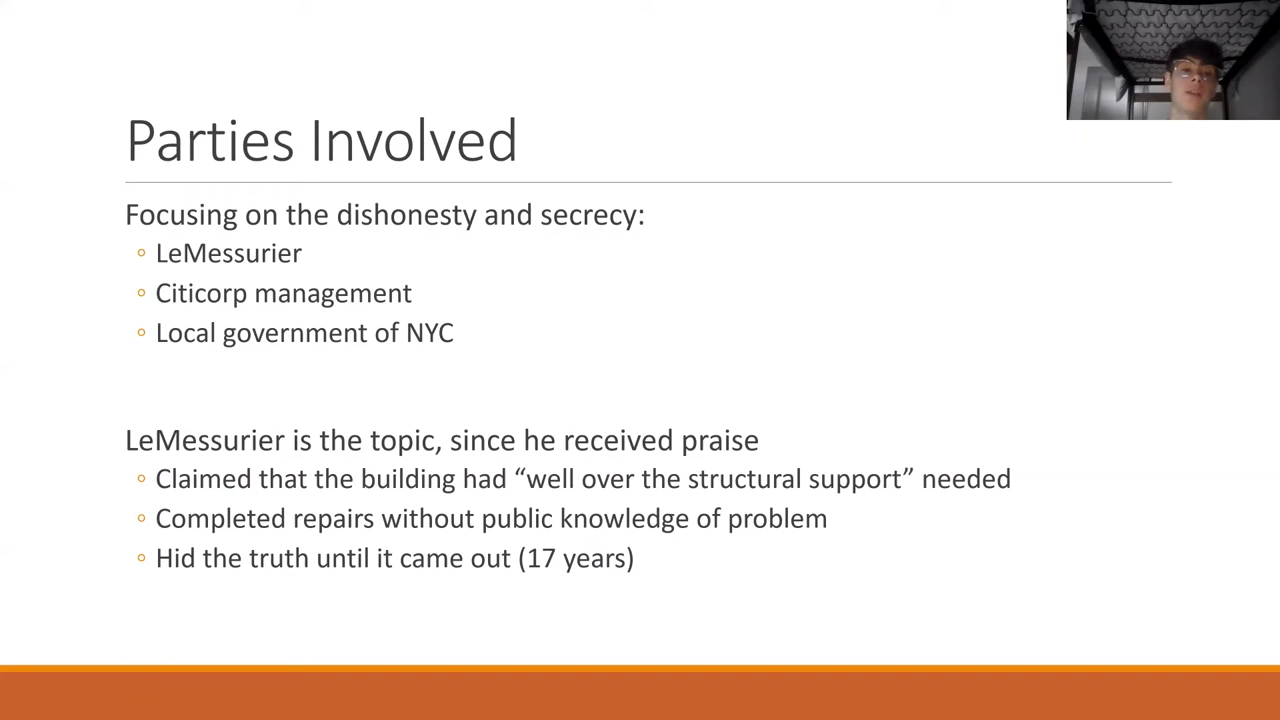 Parties Involved
Focusing on the dishonesty and secrecy:
◦ LeMessurier
◦ Citicorp management
◦ Local government of NYC
LeMessurier is the topic, since he received praise
◦ Claimed that the building had “well over the structural support” needed
◦ Completed repairs without public knowledge of problem
◦ Hid the truth until it came out (17 years)